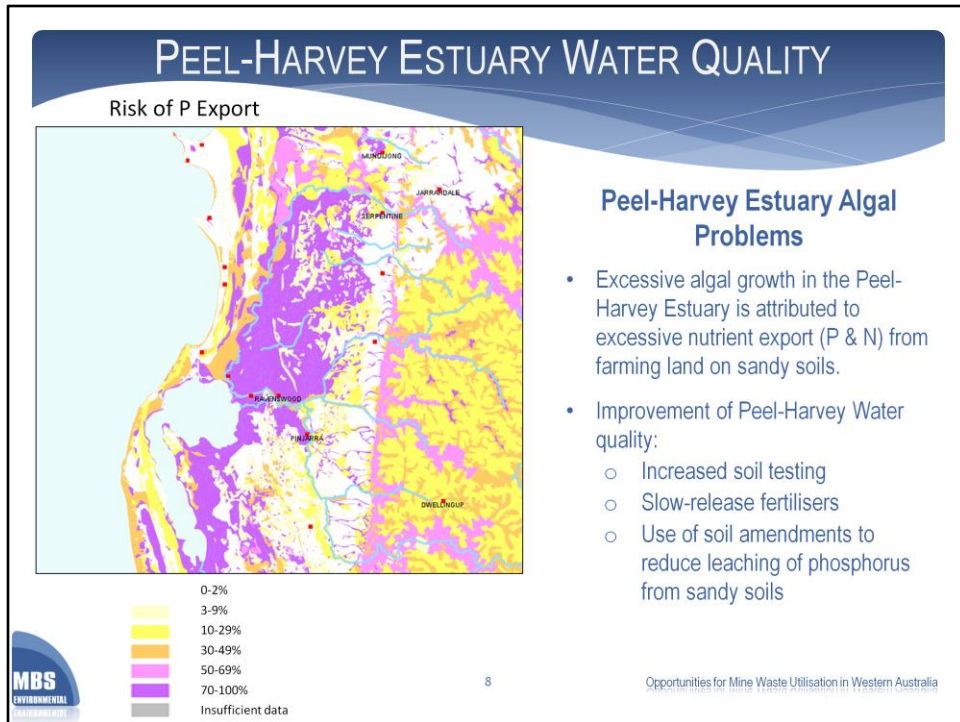 PEEL-HARVEY ESTUARY WATER QUALITY
Risk of P Export
MUNDIJONG
JARRAHDALE
SERPENTINE
RAVENSWOOD
PINJARRA
DWELLINGUP
0-2%
3-9%
10-29%
30-49%
50-69%
70-100%
Insufficient data
Peel-Harvey Estuary Algal
Problems
• Excessive algal growth in the Peel-
Harvey Estuary is attributed to
excessive nutrient export (P & N) from
farming land on sandy soils.
• Improvement of Peel-Harvey Water
quality:
o Increased soil testing
o Slow-release fertilisers
o Use of soil amendments to
reduce leaching of phosphorus
from sandy soils
MBS
ENVIRONMENTAL
8
Opportunities for Mine Waste Utilisation in Western Australia